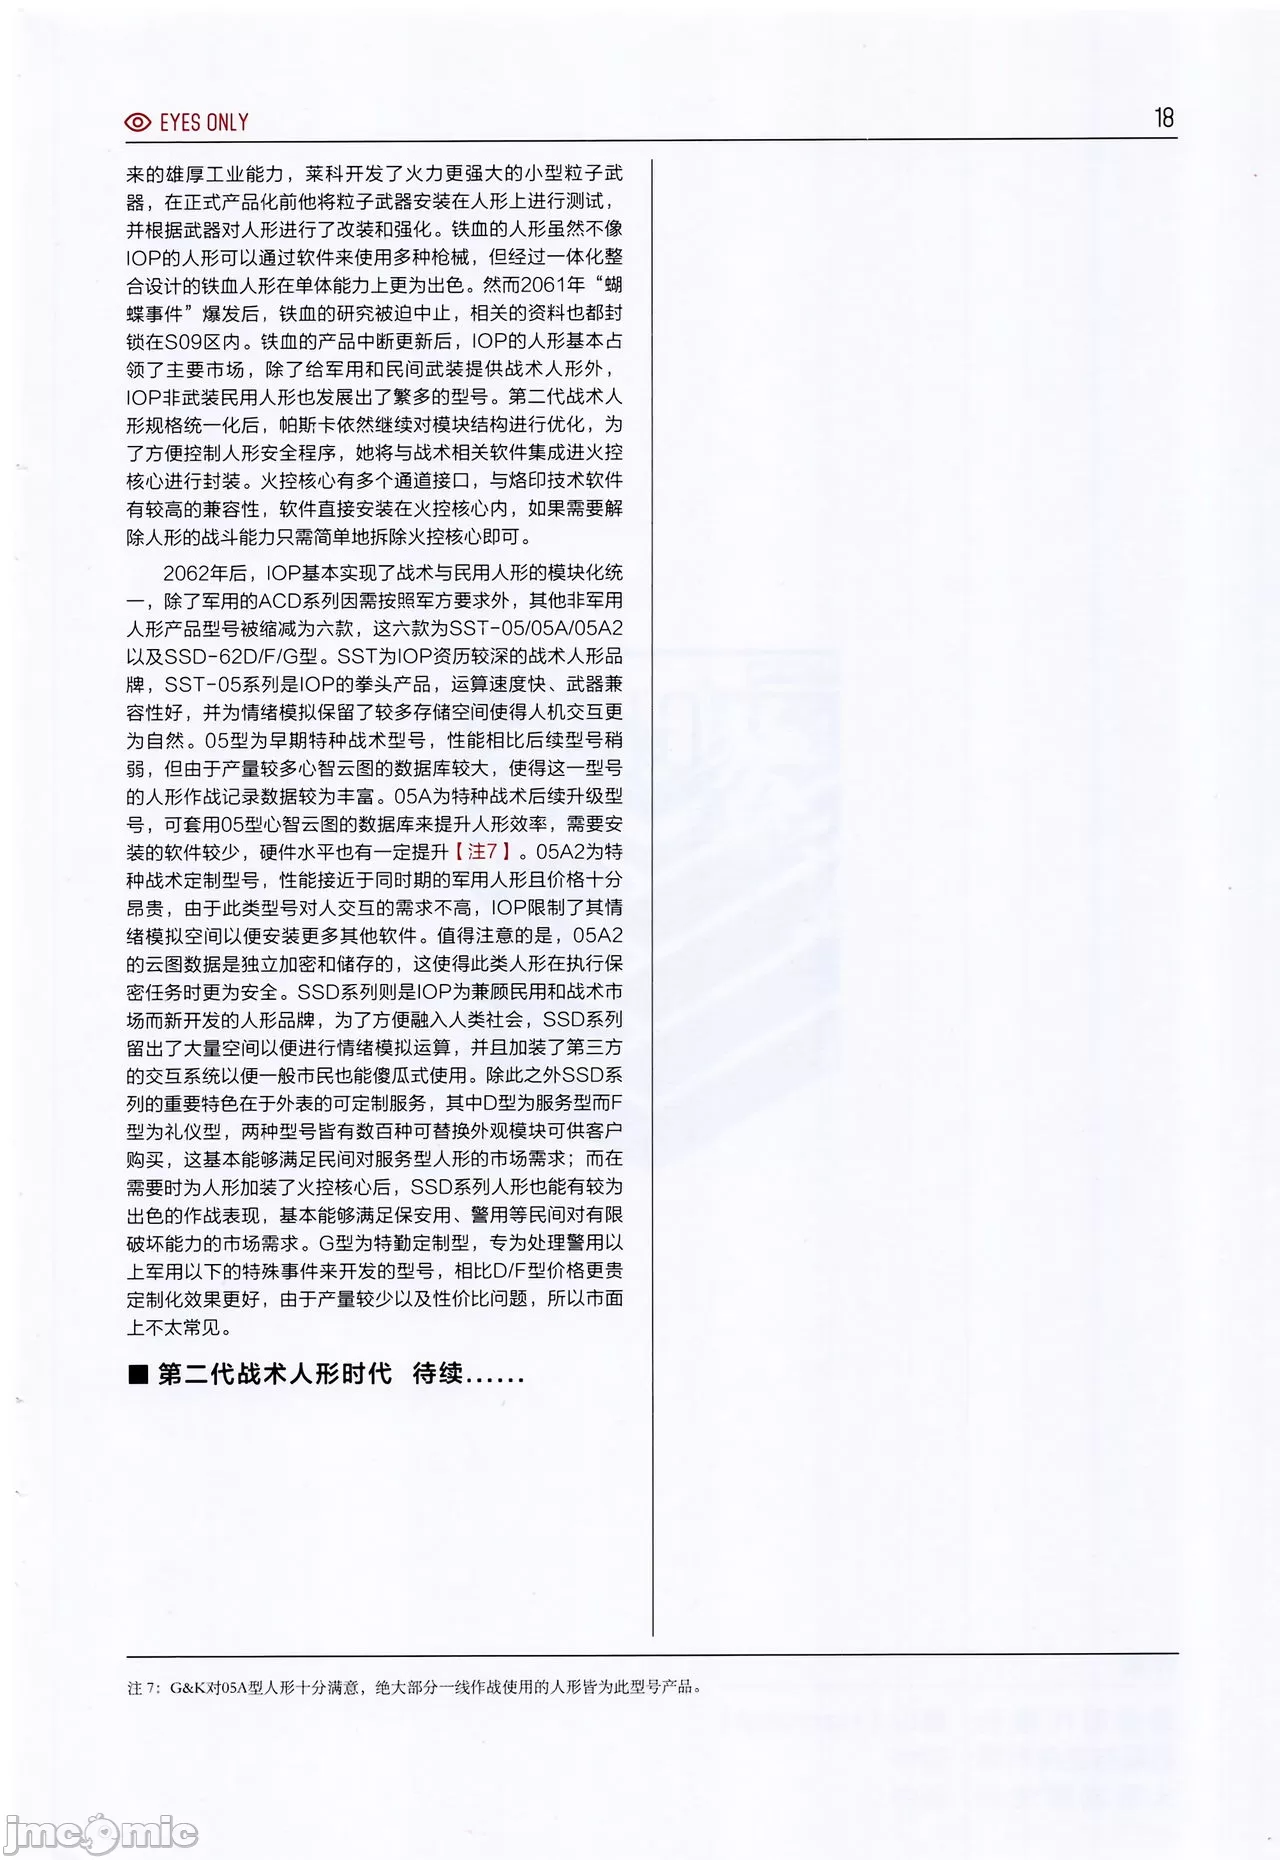 EYES ONLY
18
来的雄厚工业能力，莱科开发了火力更强大的小型粒子武
器，在正式产品化前他将粒子武器安装在人形上进行测试，
并根据武器对人形进行了改装和强化。铁血的人形虽然不像
IOP的人形可以通过软件来使用多种枪械，但经过一体化整
合设计的铁血人形在单体能力上更为出色。然而2061年“蝴
蝶事件”爆发后，铁血的研究被迫中止，相关的资料也都封
锁在S09区内。铁血的产品中断更新后，IOP的人形基本占
领了主要市场，除了给军用和民间武装提供战术人形外，
IOP非武装民用人形也发展出了繁多的型号。第二代战术人
形规格统一化后，帕斯卡依然继续对模块结构进行优化，为
了方便控制人形安全程序，她将与战术相关软件集成进火控
核心进行封装。火控核心有多个通道接口，与烙印技术软件
有较高的兼容性，软件直接安装在火控核心内，如果需要解
除人形的战斗能力只需简单地拆除火控核心即可。
2062年后，IOP基本实现了战术与民用人形的模块化统
一，除了军用的ACD系列因需按照军方要求外，其他非军用
人形产品型号被缩减为六款，这六款为SST-05/05A/05A2
以及SSD-62D/F/G型。SST为IOP资历较深的战术人形品
牌，SST-05系列是IOP的拳头产品，运算速度快、武器兼
容性好，并为情绪模拟保留了较多存储空间使得人机交互更
为自然。05型为早期特种战术型号，性能相比后续型号稍
弱，但由于产量较多心智云图的数据库较大，使得这一型号
的人形作战记录数据较为丰富。05A为特种战术后续升级型
号，可套用05型心智云图的数据库来提升人形效率，需要安
装的软件较少，硬件水平也有一定提升【注7】。05A2为特
种战术定制型号，性能接近于同时期的军用人形且价格十分
昂贵，由于此类型号对人交互的需求不高，IOP限制了其情
绪模拟空间以便安装更多其他软件。值得注意的是，05A2
的云图数据是独立加密和储存的，这使得此类人形在执行保
密任务时更为安全。SSD系列则是IOP为兼顾民用和战术市
场而新开发的人形品牌，为了方便融入人类社会，SSD系列
留出了大量空间以便进行情绪模拟运算，并且加装了第三方
的交互系统以便一般市民也能傻瓜式使用。除此之外SSD系
列的重要特色在于外表的可定制服务，其中D型为服务型而F
型为礼仪型，两种型号皆有数百种可替换外观模块可供客户
购买，这基本能够满足民间对服务型人形的市场需求；而在
需要时为人形加装了火控核心后，SSD系列人形也能有较为
出色的作战表现，基本能够满足保安用、警用等民间对有限
破坏能力的市场需求。G型为特勤定制型，专为处理警用以
上军用以下的特殊事件来开发的型号，相比D/F型价格更贵
定制化效果更好，由于产量较少以及性价比问题，所以市面
上不太常见。
■ 第二代战术人形时代 待续……
注 7：G&K对05A型人形十分满意，绝大部分一线作战使用的人形皆为此型号产品。
jmcomic